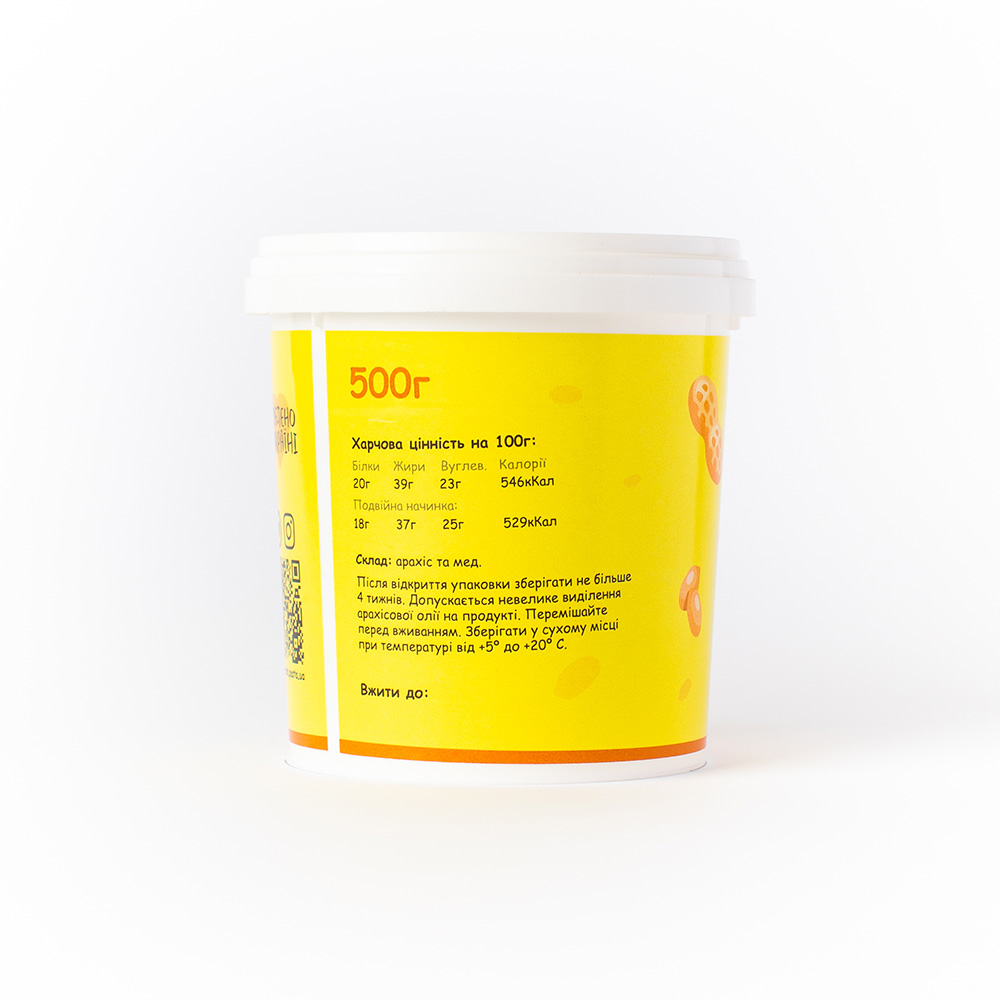 500г
Харчова цінність на 100г:
Білки Жири Вуглев. Калорії
20г 39г 23г 546кКал
Подвійна начинка:
18г 37г 25г 529кКал
Склад: арахіс та мед.
Після відкриття упаковки зберігати не більше
4 тижнів. Допускається невелике виділення
арахісової олії на продукті. Перемішайте
перед вживанням. Зберігати у сухому місці
при температурі від +5° до +20° С.
Вжити до: